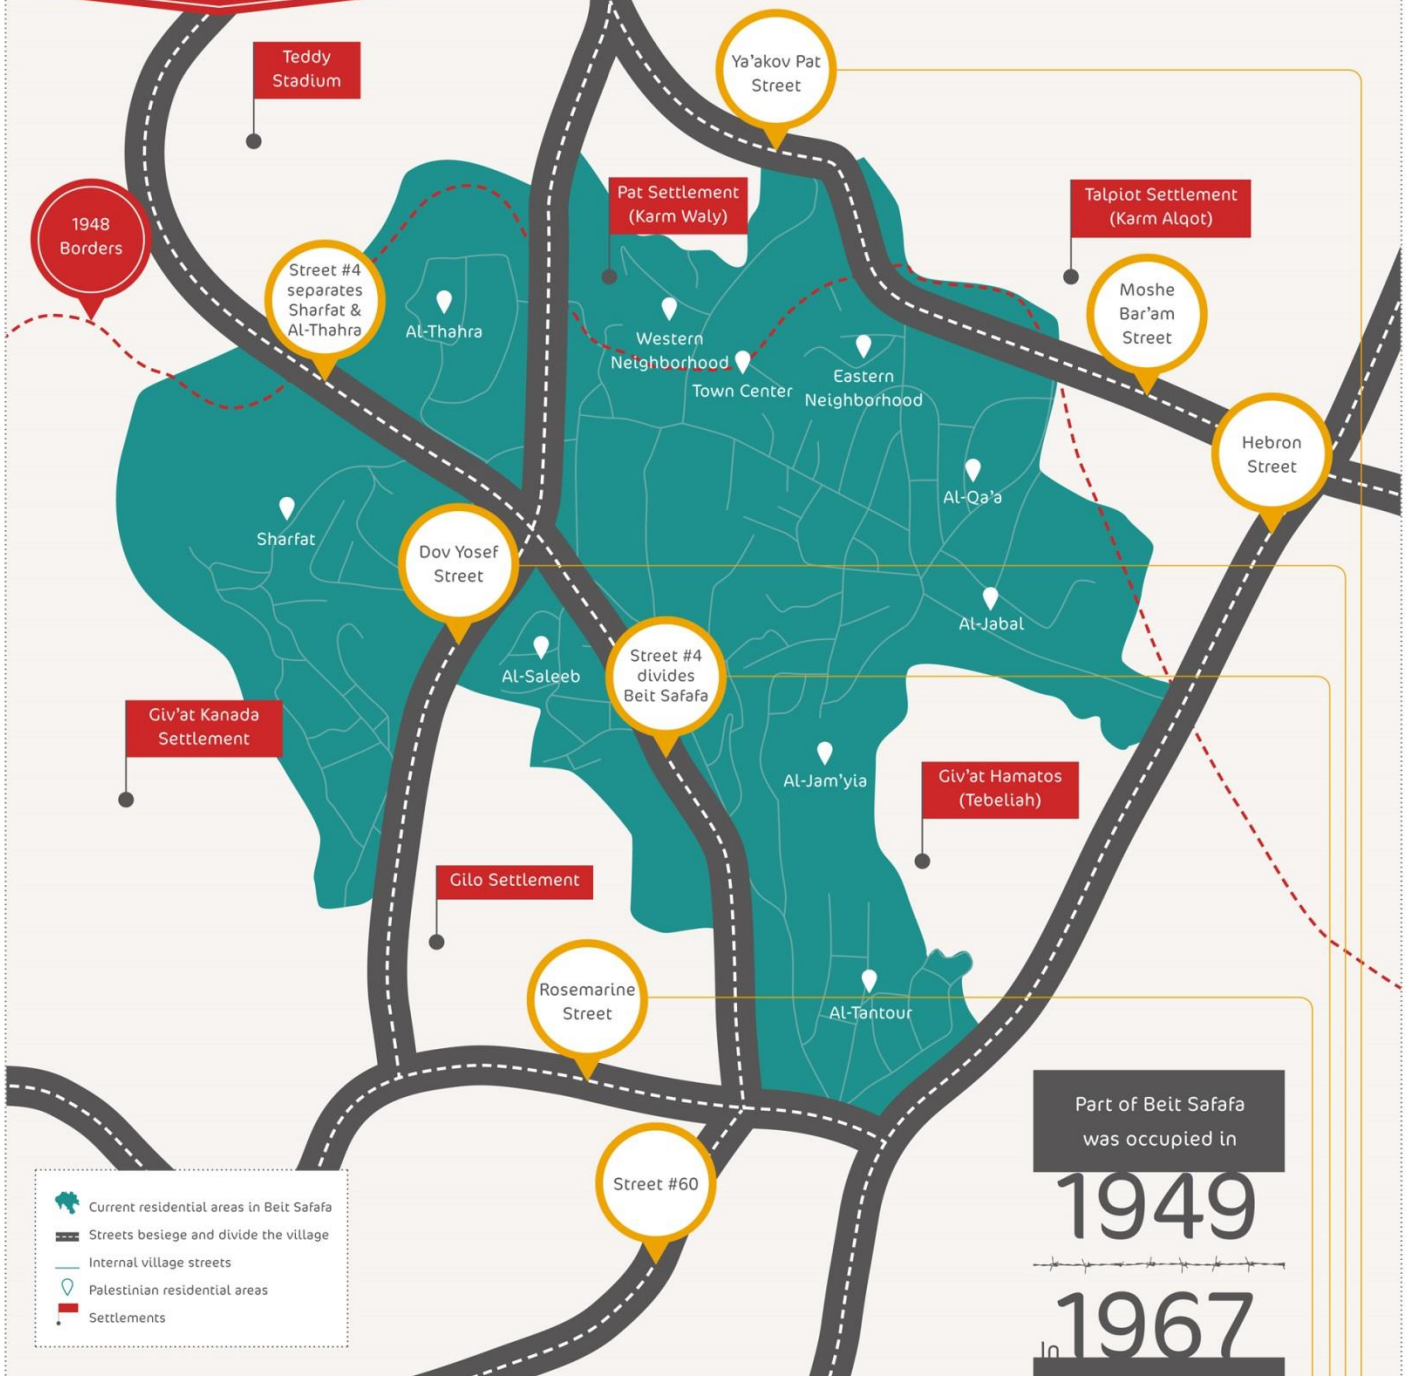 Teddy
Stadium
Ya'akov Pat
Street
Pat Settlement
(Karm Waly)
Talpiot Settlement
(Karm Alqot)
1948
Borders
Street #4
separates
Sharfat &
Al-Thahra
Al-Thahra
Western
Neighborhood
Town Center
Eastern
Neighborhood
Moshe
Bar'am
Street
Hebron
Street
Al-Qa'a
Sharfat
Dov Yosef
Street
Al-Jabal
Al-Saleeb
Street #4
divides
Beit Safafa
Giv'at Kanada
Settlement
Al-Jam'yia
Giv'at Hamatos
(Tebeliah)
Gilo Settlement
Rosemarine
Street
Al-Tantour
Street #60
Part of Beit Safafa
was occupied in
1949
In 1967
Current residential areas in Beit Safafa
Streets besiege and divide the village
Internal village streets
Palestinian residential areas
Settlements